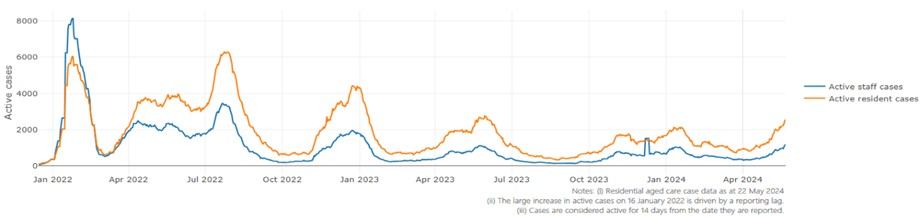 8000
6000
4000
2000
0
Active cases
Jan 2022 Apr 2022 Jul 2022 Oct 2022 Jan 2023 Apr 2023 Jul 2023 Oct 2023 Jan 2024 Apr 2024
Active staff cases
Active resident cases
Notes: (i) Residential aged care case data as at 22 May 2024
(ii) The large increase in active cases on 16 January 2022 is driven by a reporting lag.
(iii) Cases are considered active for 14 days from the date they are reported.